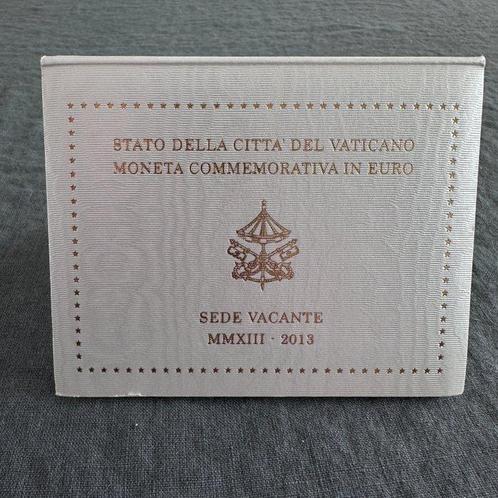 STATO DELLA CITTA' DEL VATICANO
MONETA COMMEMORATIVA IN EURO
SEDE VACANTE
MMXIII · 2013